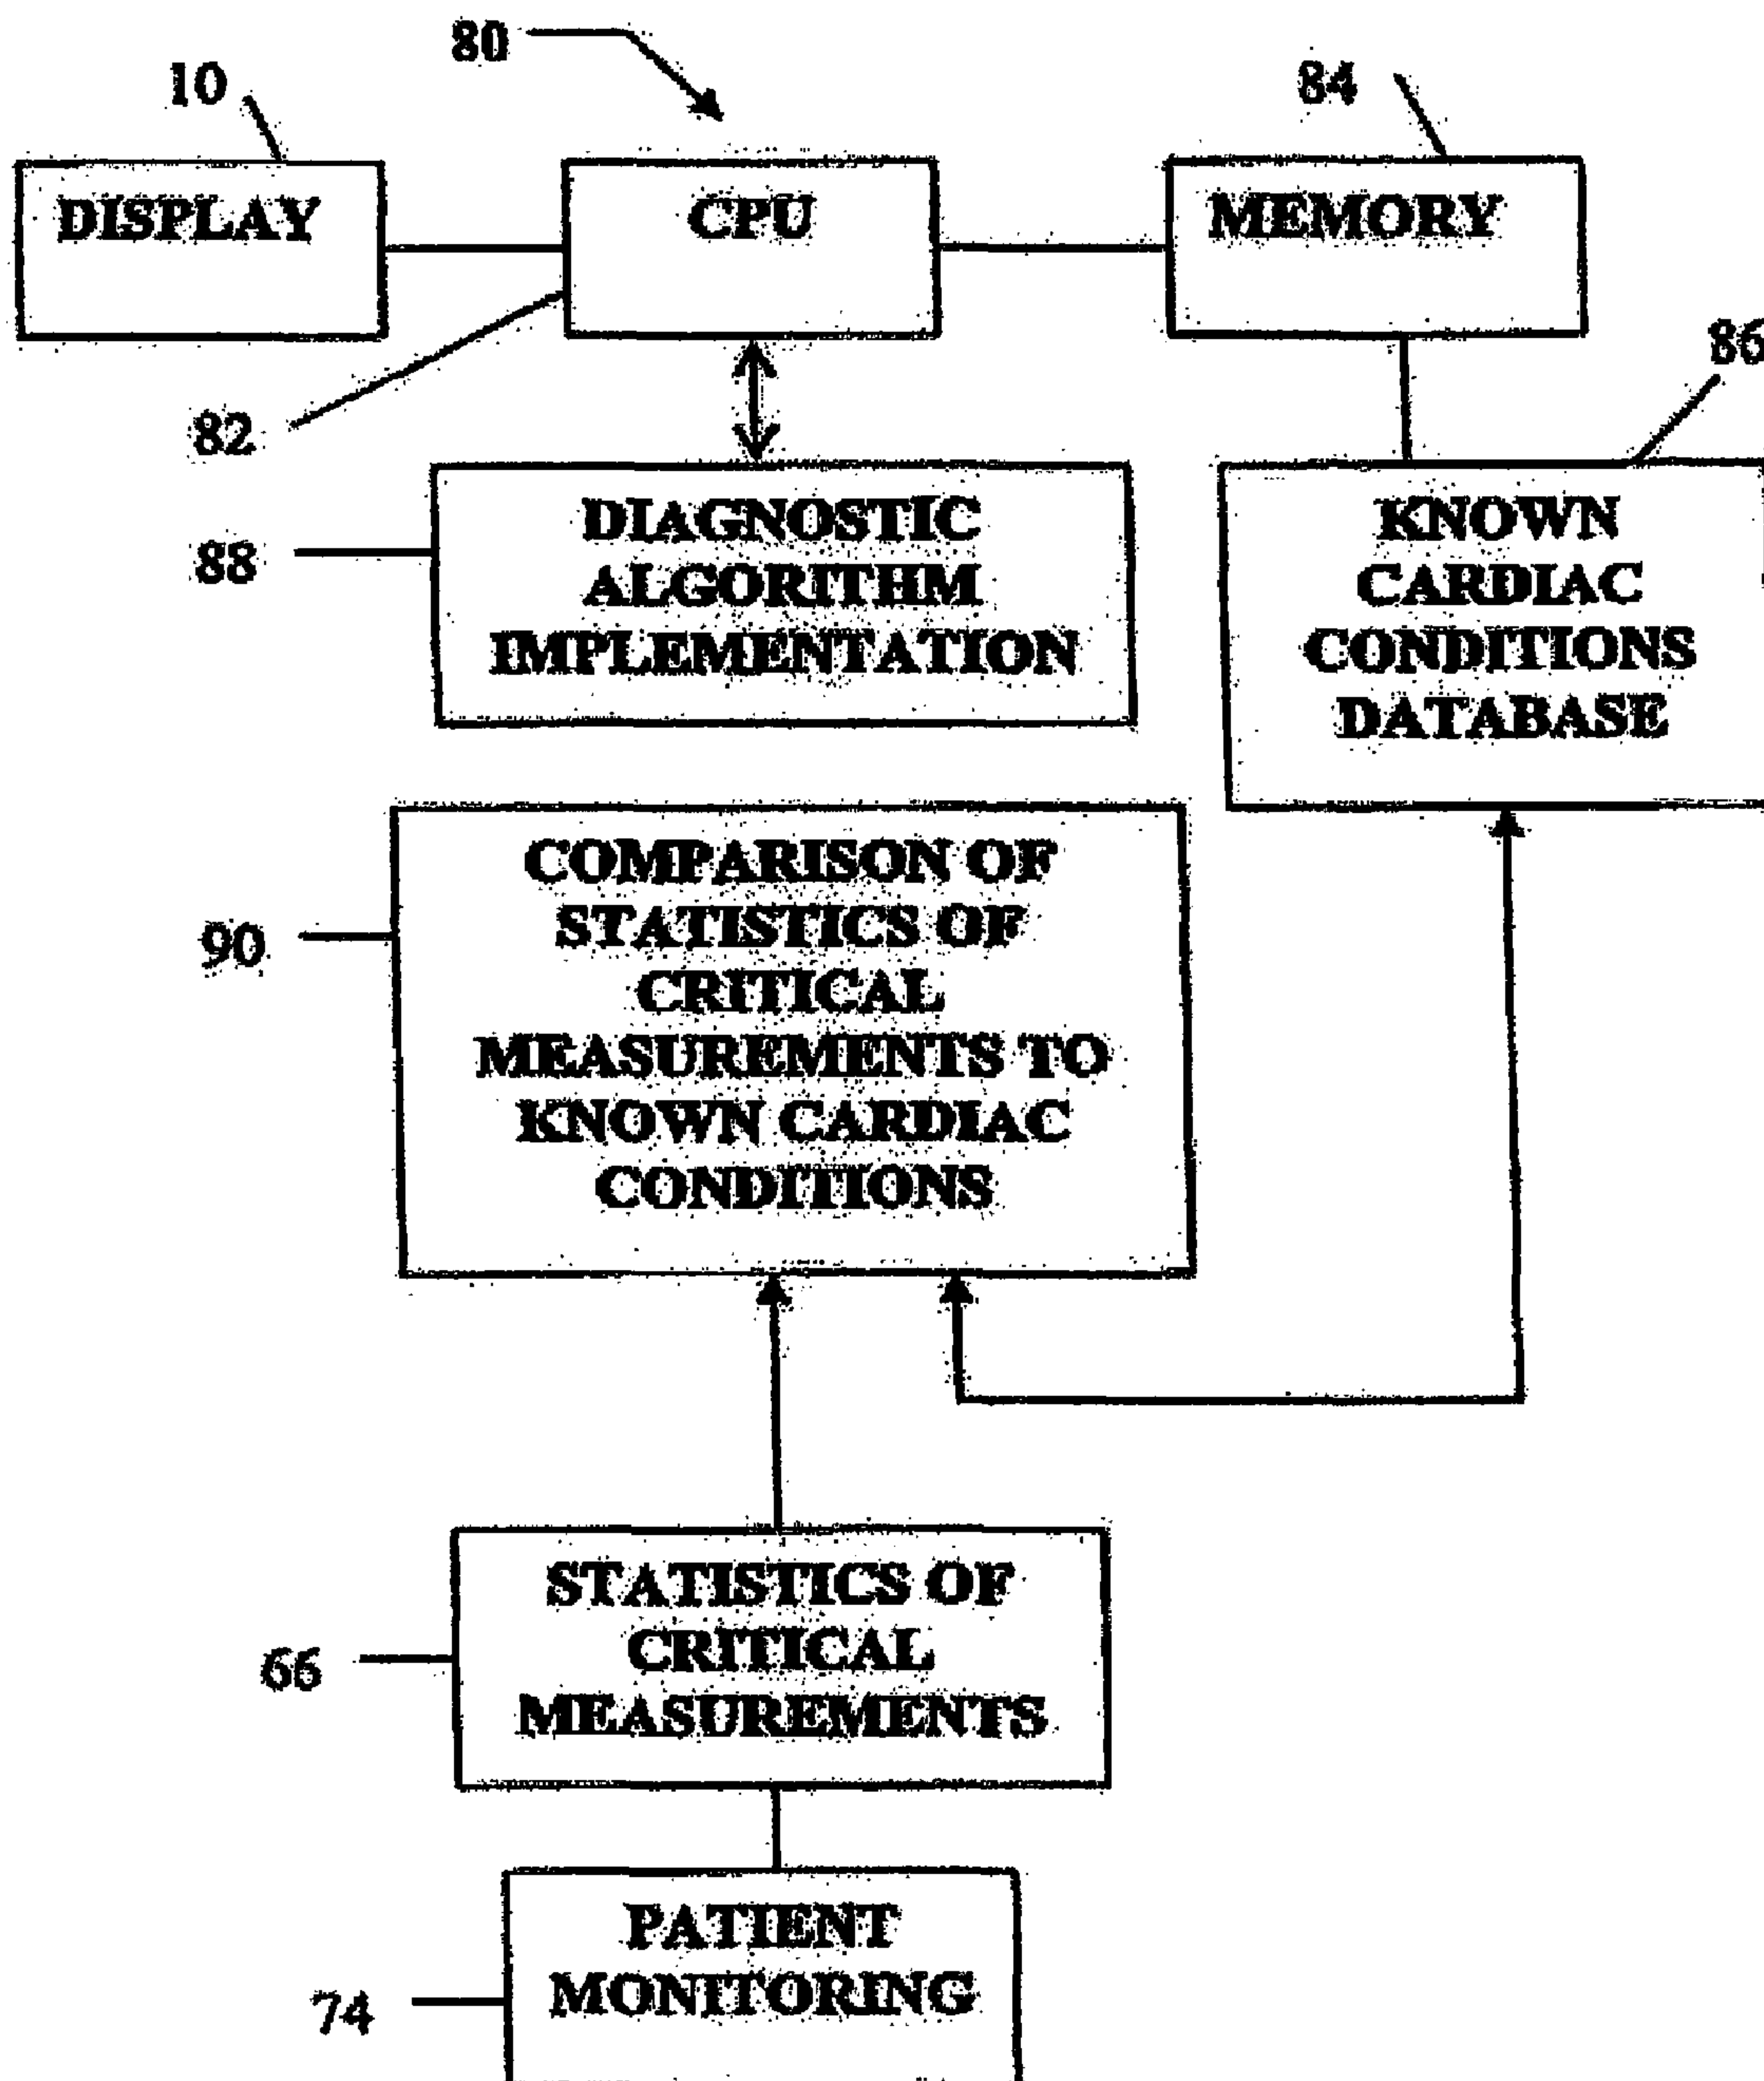 80
10
84
DISPLAY
CPU
MEMORY
86
82
88
DIAGNOSTIC
ALGORITHM
IMPLEMENTATION
KNOWN
CARDIAC
CONDITIONS
DATABASE
90
COMPARISON OF
STATISTICS OF
CRITICAL
MEASUREMENTS TO
KNOWN CARDIAC
CONDITIONS
66
STATISTICS OF
CRITICAL
MEASUREMENTS
74
PATIENT
MONITORING